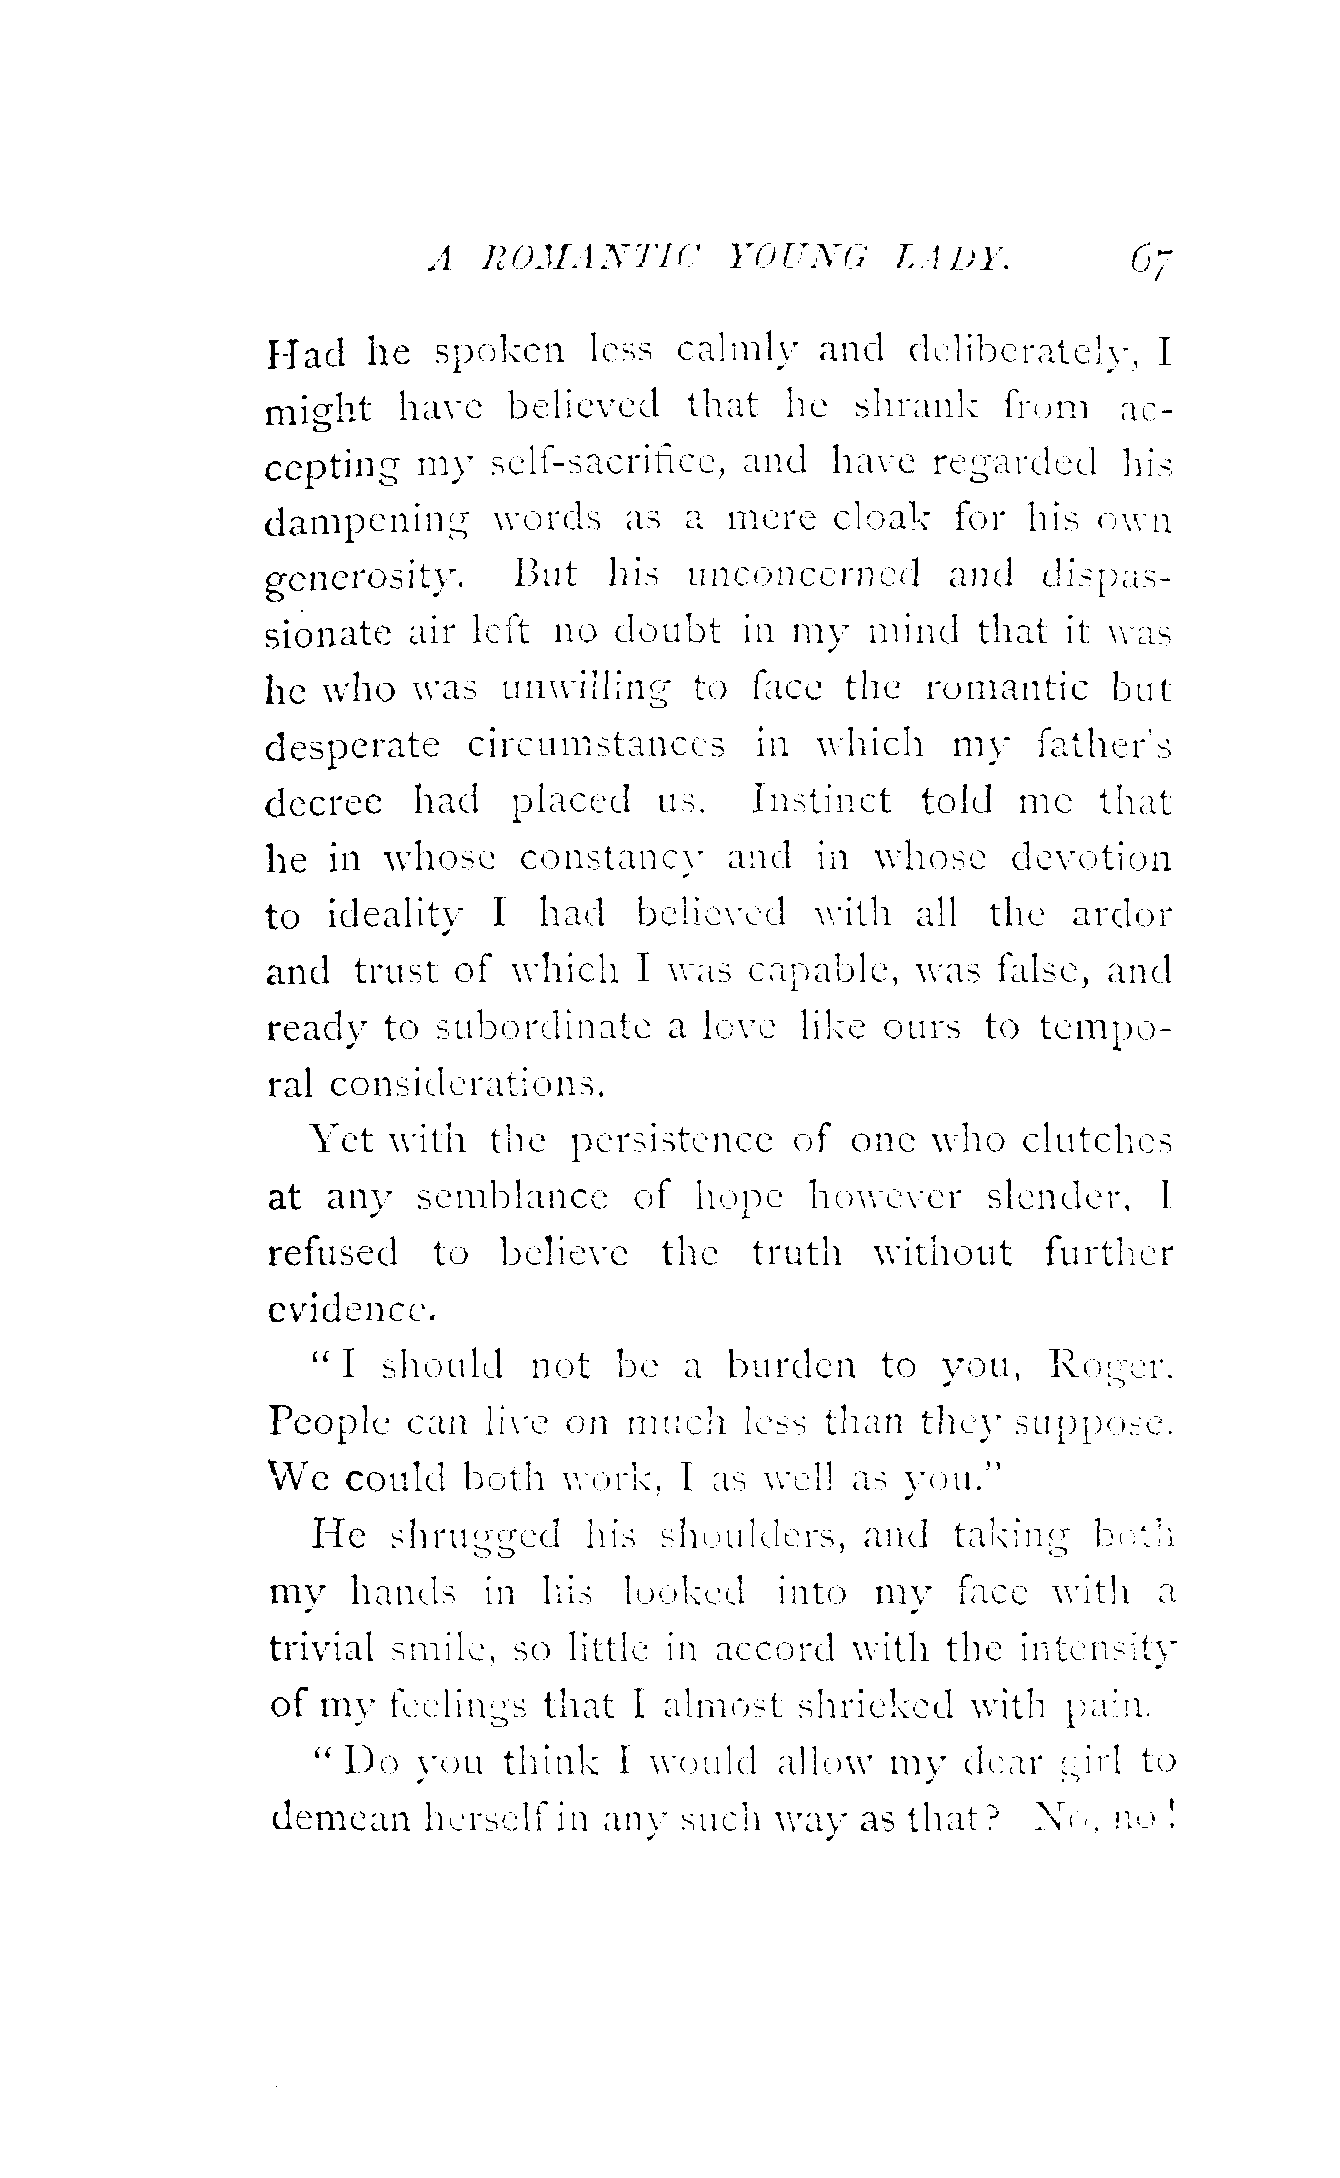 A ROMANTIC YOUNG LADY. 67
Had he spoken less calmly and deliberately, I
might have believed that he shrank from ac-
cepting my self-sacrifice, and have regarded his
dampening words as a mere cloak for his own
generosity. But his unconcerned and dispas-
sionate air left no doubt in my mind that it was
he who was unwilling to face the romantic but
desperate circumstances in which my father's
decree had placed us. Instinct told me that
he in whose constancy and in whose devotion
to ideality I had believed with all the ardor
and trust of which I was capable, was false, and
ready to subordinate a love like ours to tempo-
ral considerations.
Yet with the persistence of one who clutches
at any semblance of hope however slender, I
refused to believe the truth without further
evidence.
"I should not be a burden to you, Roger.
People can live on much less than they suppose.
We could both work, I as well as you."
He shrugged his shoulders, and taking both
my hands in his looked into my face with a
trivial smile, so little in accord with the intensity
of my feelings that I almost shrieked with pain.
"Do you think I would allow my dear girl to
demean herself in any such way as that? No, no!